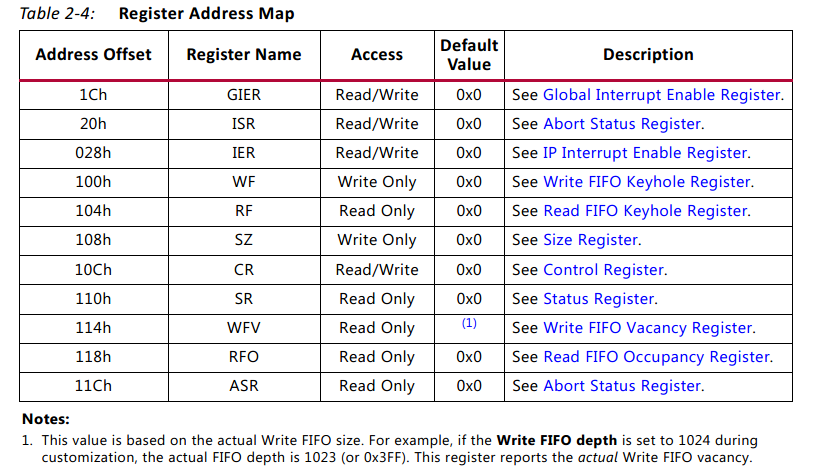 Table 2-4: Register Address Map
Address Offset Register Name Access Default Value Description
1Ch GIER Read/Write 0x0 See Global Interrupt Enable Register.
20h ISR Read/Write 0x0 See Abort Status Register.
028h IER Read/Write 0x0 See IP Interrupt Enable Register.
100h WF Write Only 0x0 See Write FIFO Keyhole Register.
104h RF Read Only 0x0 See Read FIFO Keyhole Register.
108h SZ Write Only 0x0 See Size Register.
10Ch CR Read/Write 0x0 See Control Register.
110h SR Read Only 0x0 See Status Register.
114h WFV Read Only (1) See Write FIFO Vacancy Register.
118h RFO Read Only 0x0 See Read FIFO Occupancy Register.
11Ch ASR Read Only 0x0 See Abort Status Register.
Notes:
1. This value is based on the actual Write FIFO size. For example, if the Write FIFO depth is set to 1024 during
customization, the actual FIFO depth is 1023 (or 0x3FF). This register reports the actual Write FIFO vacancy.